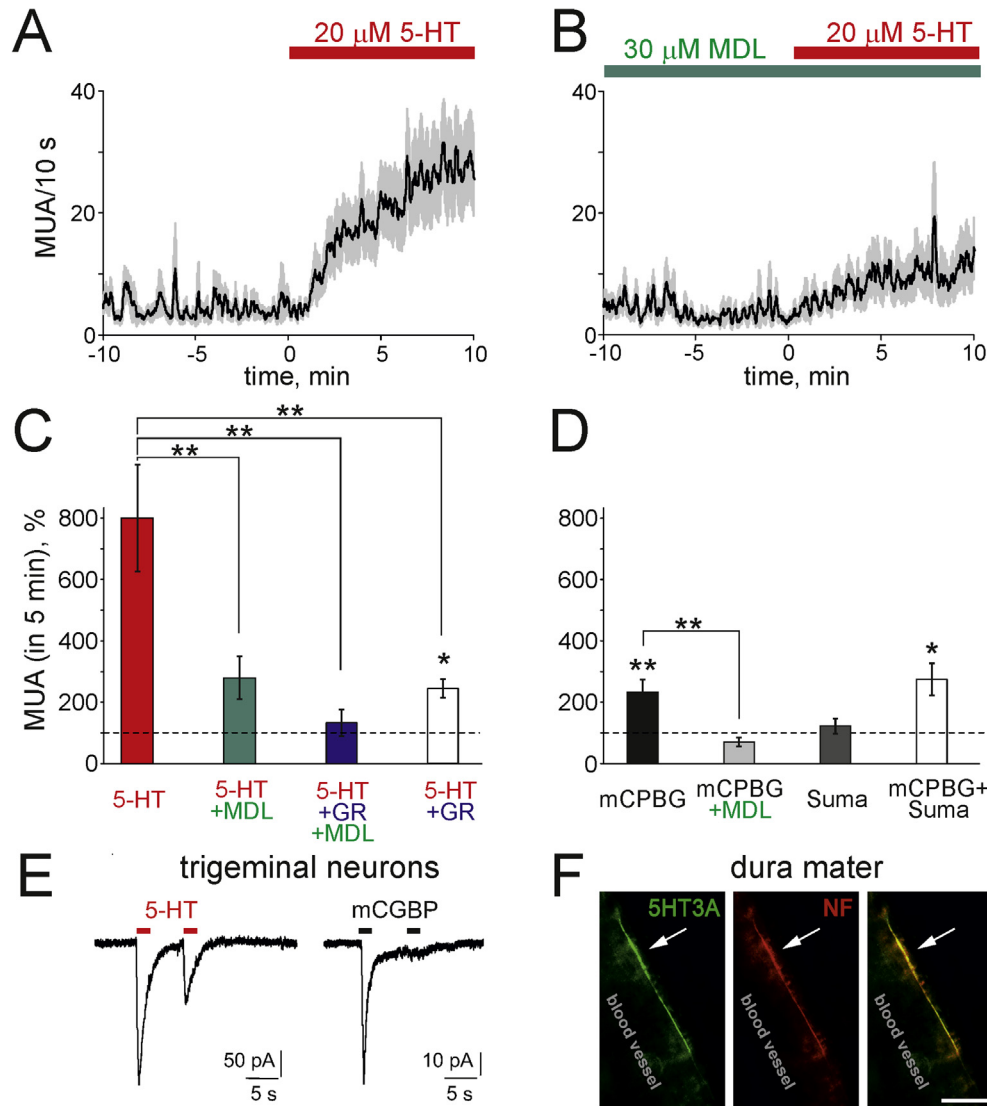 A
20 μM 5-HT
MUA/10 s
40
20
0
-10
-5
0
5
10
time, min
B
30 μM MDL
20 μM 5-HT
40
20
0
-10
-5
0
5
10
time, min
C
**
**
**
*
MUA (in 5 min), %
800
600
400
200
0
5-HT
5-HT
+MDL
5-HT
+GR
+MDL
5-HT
+GR
D
**
**
*
800
600
400
200
0
mCPBG
mCPBG
+MDL
Suma
mCPBG+
Suma
E
trigeminal neurons
5-HT
mCGBP
50 pA
5 s
10 pA
5 s
F
dura mater
5HT3A
blood vessel
NF
blood vessel
blood vessel